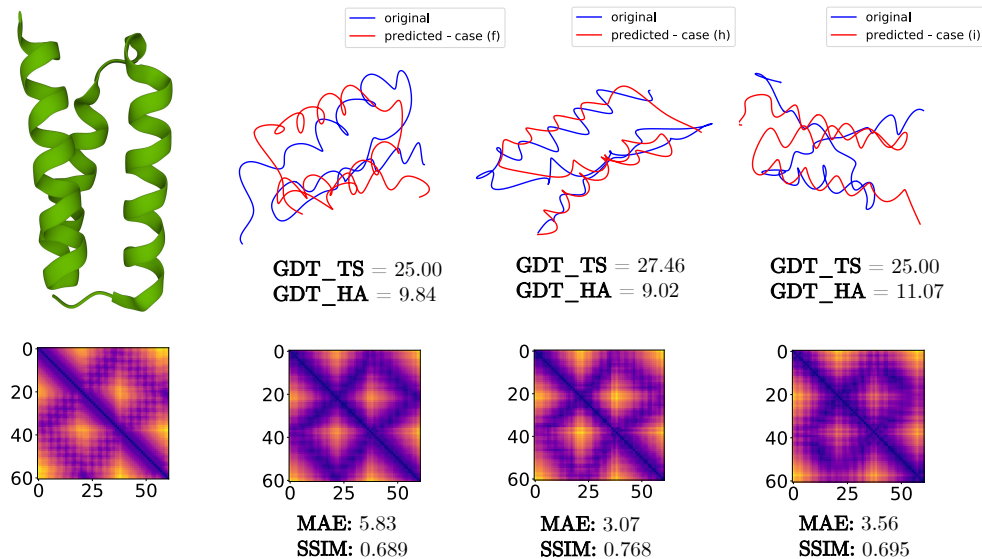 original
predicted - case (f)
original
predicted - case (h)
original
predicted - case (i)
GDT_TS = 25.00
GDT_HA = 9.84
GDT_TS = 27.46
GDT_HA = 9.02
GDT_TS = 25.00
GDT_HA = 11.07
0
20
40
60
0 25 50
0
20
40
60
0 25 50
MAE: 5.83
SSIM: 0.689
0
20
40
60
0 25 50
MAE: 3.07
SSIM: 0.768
0
20
40
60
0 25 50
MAE: 3.56
SSIM: 0.695